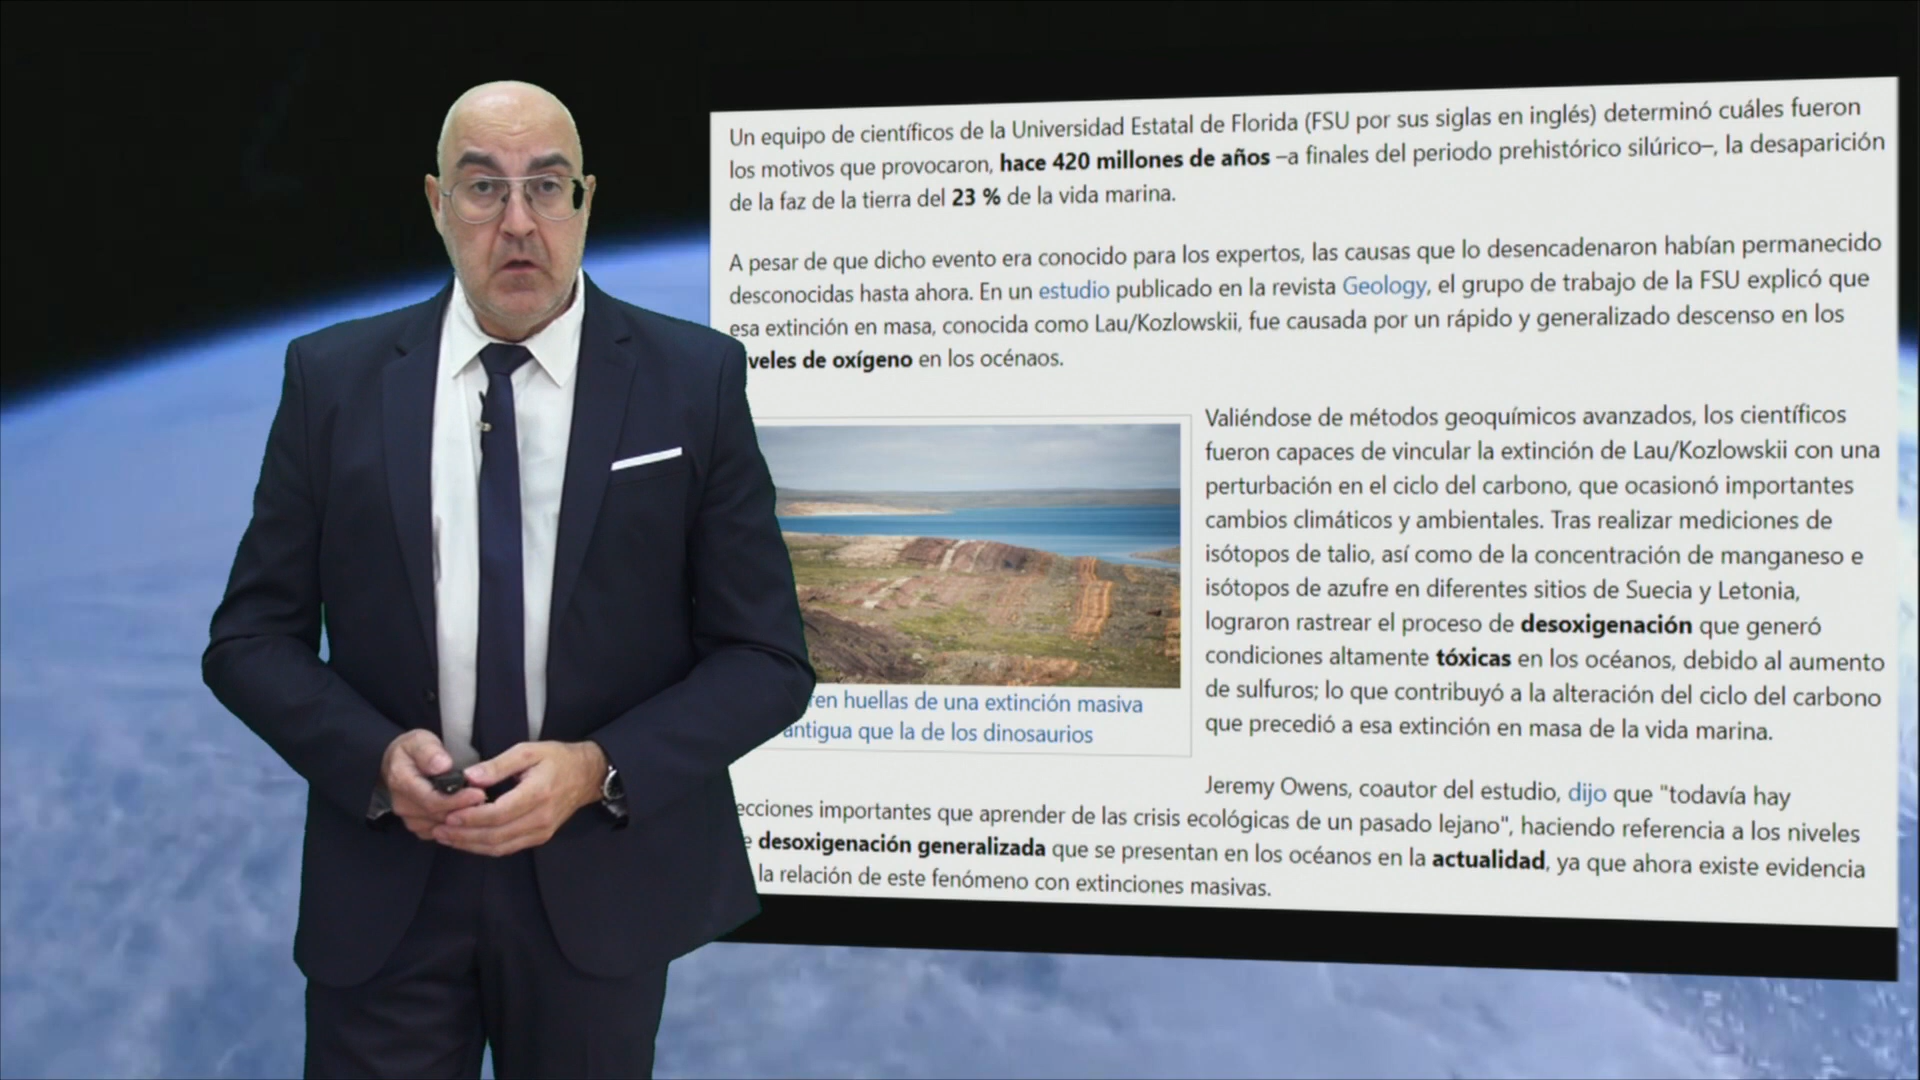 Un equipo de científicos de la Universidad Estatal de Florida (FSU por sus siglas en inglés) determinó cuáles fueron
los motivos que provocaron, hace 420 millones de años –a finales del periodo prehistórico silúrico–, la desaparición
de la faz de la tierra del 23 % de la vida marina.
A pesar de que dicho evento era conocido para los expertos, las causas que lo desencadenaron habían permanecido
desconocidas hasta ahora. En un estudio publicado en la revista Geology, el grupo de trabajo de la FSU explicó que
esa extinción en masa, conocida como Lau/Kozlowskii, fue causada por un rápido y generalizado descenso en los
iveles de oxígeno en los océnaos.
Valiéndose de métodos geoquímicos avanzados, los científicos
fueron capaces de vincular la extinción de Lau/Kozlowskii con una
perturbación en el ciclo del carbono, que ocasionó importantes
cambios climáticos y ambientales. Tras realizar mediciones de
isótopos de talio, así como de la concentración de manganeso e
isótopos de azufre en diferentes sitios de Suecia y Letonia,
lograron rastrear el proceso de desoxigenación que generó
condiciones altamente tóxicas en los océanos, debido al aumento
de sulfuros; lo que contribuyó a la alteración del ciclo del carbono
que precedió a esa extinción en masa de la vida marina.
ren huellas de una extinción masiva
antigua que la de los dinosaurios
Jeremy Owens, coautor del estudio, dijo que "todavía hay
ecciones importantes que aprender de las crisis ecológicas de un pasado lejano", haciendo referencia a los niveles
e desoxigenación generalizada que se presentan en los océanos en la actualidad, ya que ahora existe evidencia
la relación de este fenómeno con extinciones masivas.